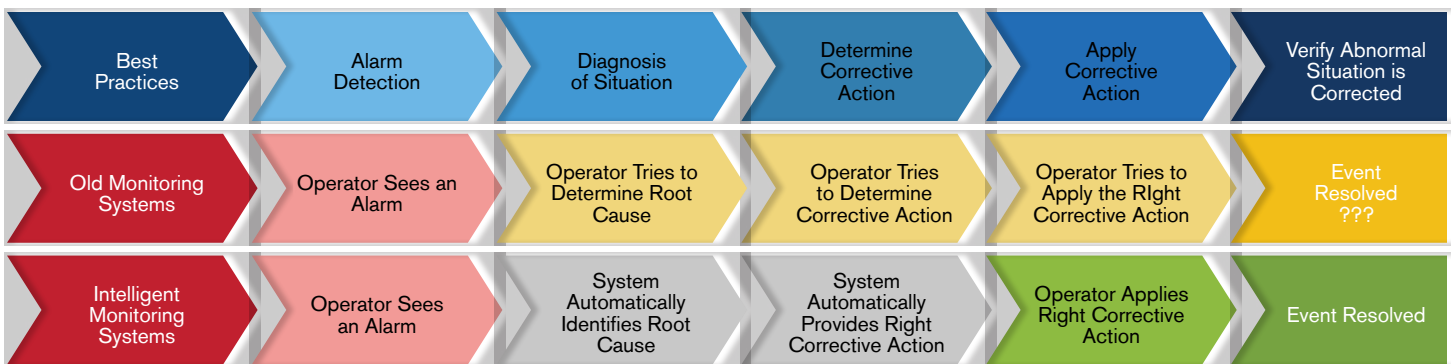 Best
Practices
Alarm
Detection
Diagnosis
of Situation
Determine
Corrective
Action
Apply
Corrective
Action
Verify Abnormal
Situation is
Corrected
Old Monitoring
Systems
Operator Sees an
Alarm
Operator Tries to
Determine Root
Cause
Operator Tries
to Determine
Corrective Action
Operator Tries to
Apply the RIght
Corrective Action
Event
Resolved
???
Intelligent
Monitoring
Systems
Operator Sees
an Alarm
System
Automatically
Identifies Root
Cause
System
Automatically
Provides Right
Corrective Action
Operator Applies
Right Corrective
Action
Event Resolved